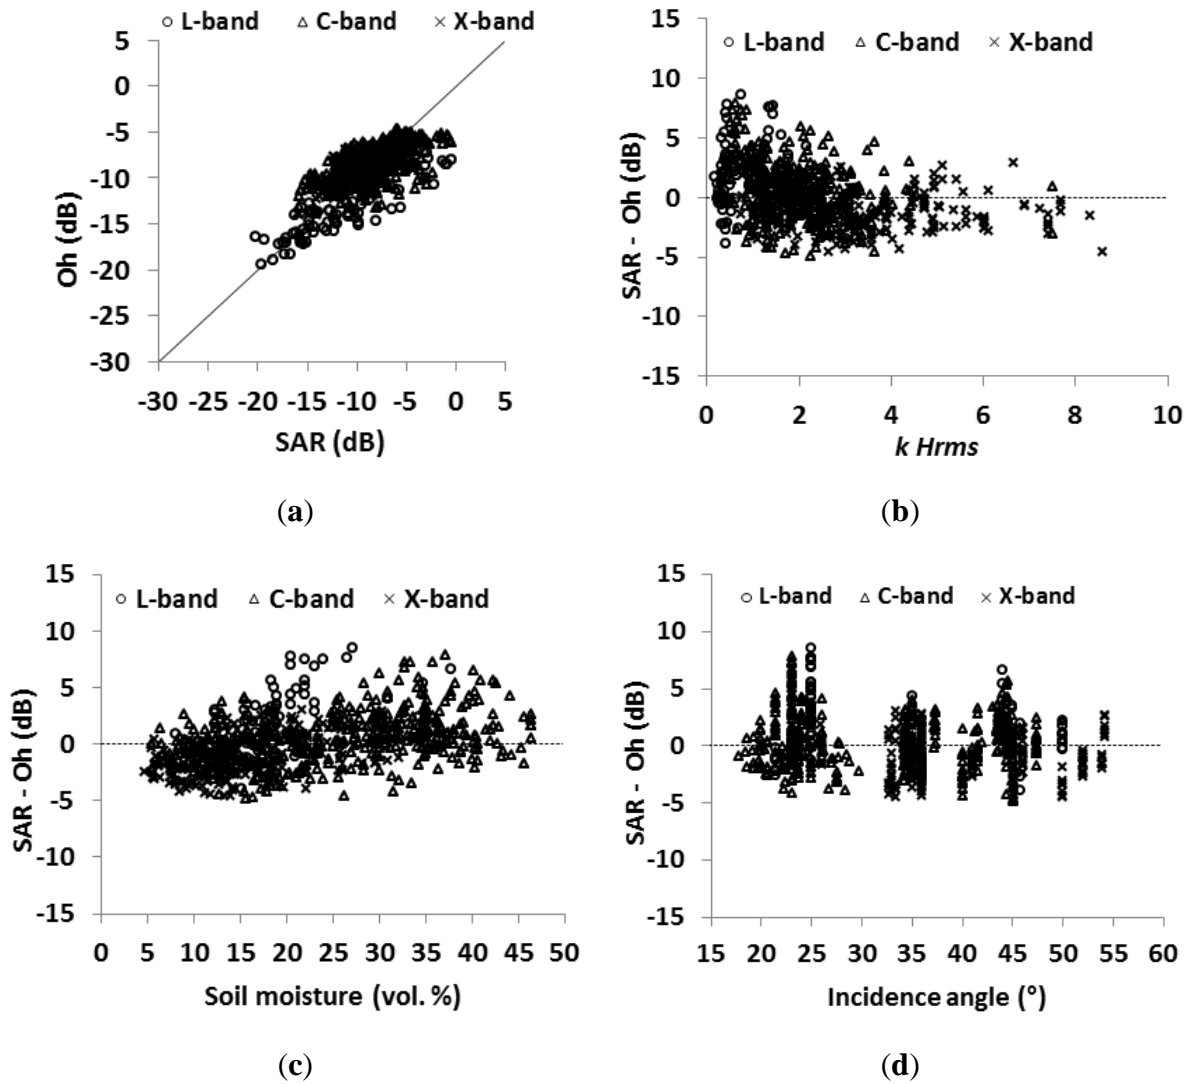 L-band C-band X-band
5
0
-5
-10
-15
-20
-25
-30
Oh (dB)
-30 -25 -20 -15 -10 -5 0 5
SAR (dB)
(a)
L-band C-band X-band
15
10
5
0
-5
-10
-15
SAR - Oh (dB)
0 2 4 6 8 10
k Hrms
(b)
L-band C-band X-band
15
10
5
0
-5
-10
-15
SAR - Oh (dB)
0 5 10 15 20 25 30 35 40 45 50
Soil moisture (vol. %)
(c)
L-band C-band X-band
15
10
5
0
-5
-10
-15
SAR - Oh (dB)
15 20 25 30 35 40 45 50 55 60
Incidence angle (°)
(d)